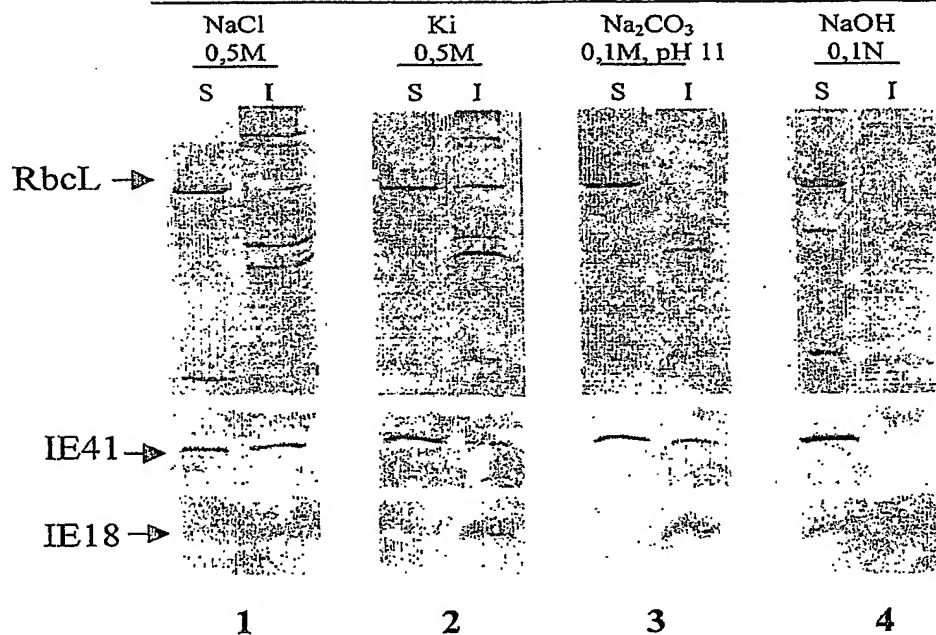 NaCl Ki Na₂CO₃ NaOH
0,5M 0,5M 0,1M, pH 11 0,1N
S I S I S I S I
RbcL
IE41
IE18
1 2 3 4